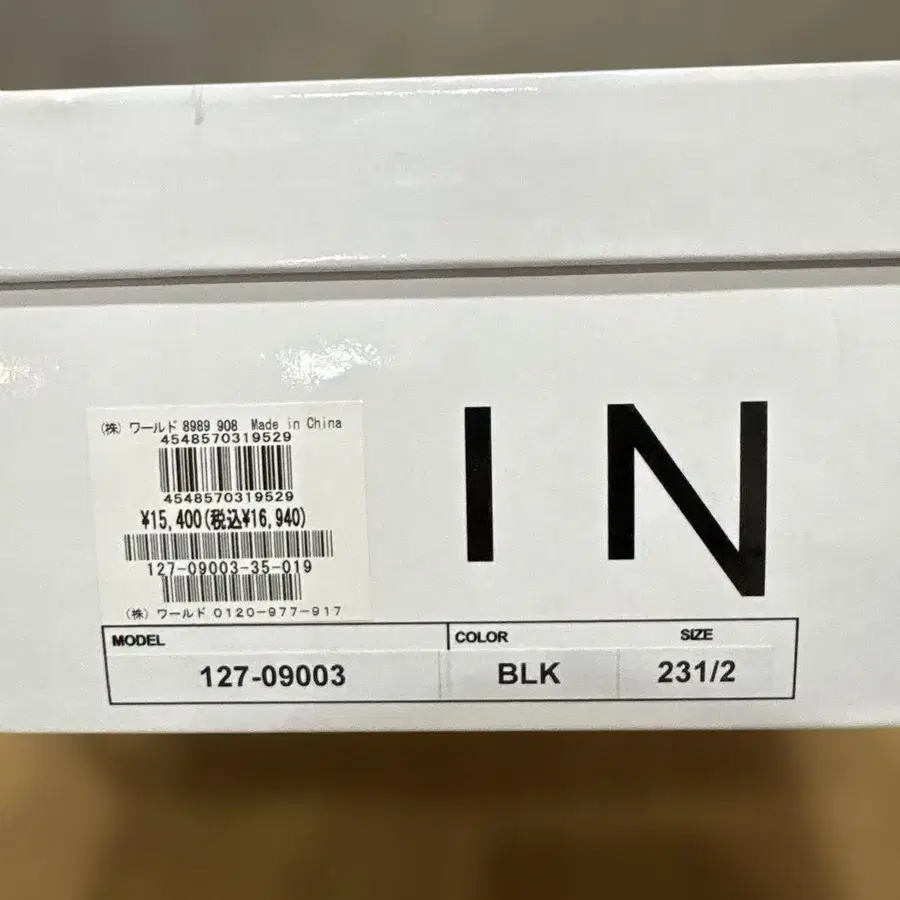 (株) ワールド 8989 908 Made in China
4548570319529
4548570319529
¥15,400(税込¥16,940)
127-09003-35-019
(株) ワールド 0120-977-917
IN
MODEL COLOR SIZE
127-09003 BLK 231/2